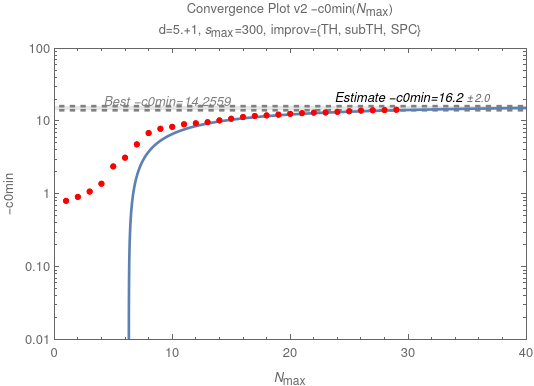 Convergence Plot v2 −c0min(Nmax)
d=5.+1, smax=300, improv={TH, subTH, SPC}
100
Best −c0min=14.2559
Estimate −c0min=16.2 ±2.0
10
−c0min
1
0.10
0.01
0 10 20 30 40
Nmax